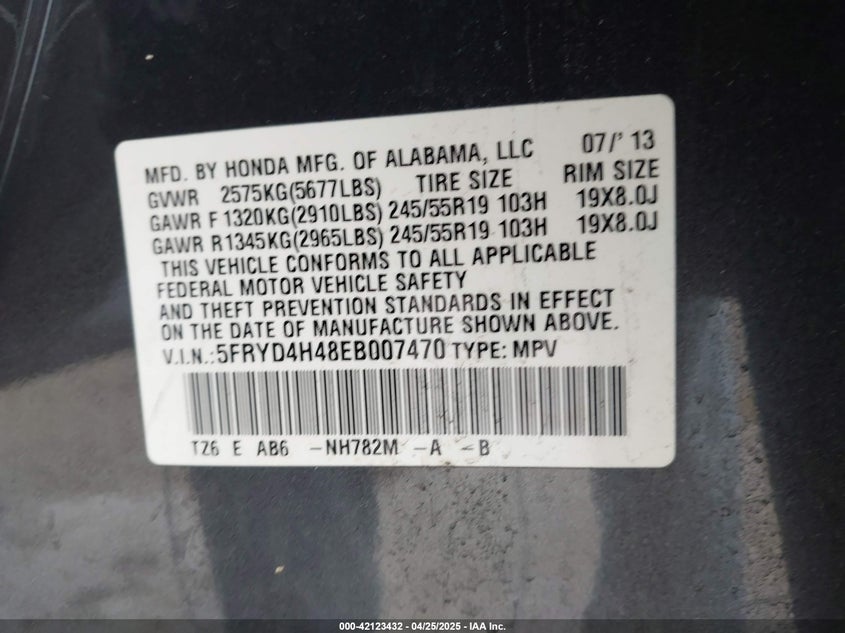 MFD. BY HONDA MFG. OF ALABAMA, LLC 07/' 13
GVWR 2575KG(5677LBS) TIRE SIZE RIM SIZE
GAWR F 1320KG(2910LBS) 245/55R19 103H 19X8.0J
GAWR R1345KG(2965LBS) 245/55R19 103H 19X8.0J
THIS VEHICLE CONFORMS TO ALL APPLICABLE
FEDERAL MOTOR VEHICLE SAFETY
AND THEFT PREVENTION STANDARDS IN EFFECT
ON THE DATE OF MANUFACTURE SHOWN ABOVE.
V.I.N.:5FRYD4H48EB007470 TYPE: MPV
TZ6 E AB6 -NH782M -A -B
000-42123432 - 04/25/2025 - IAA Inc.